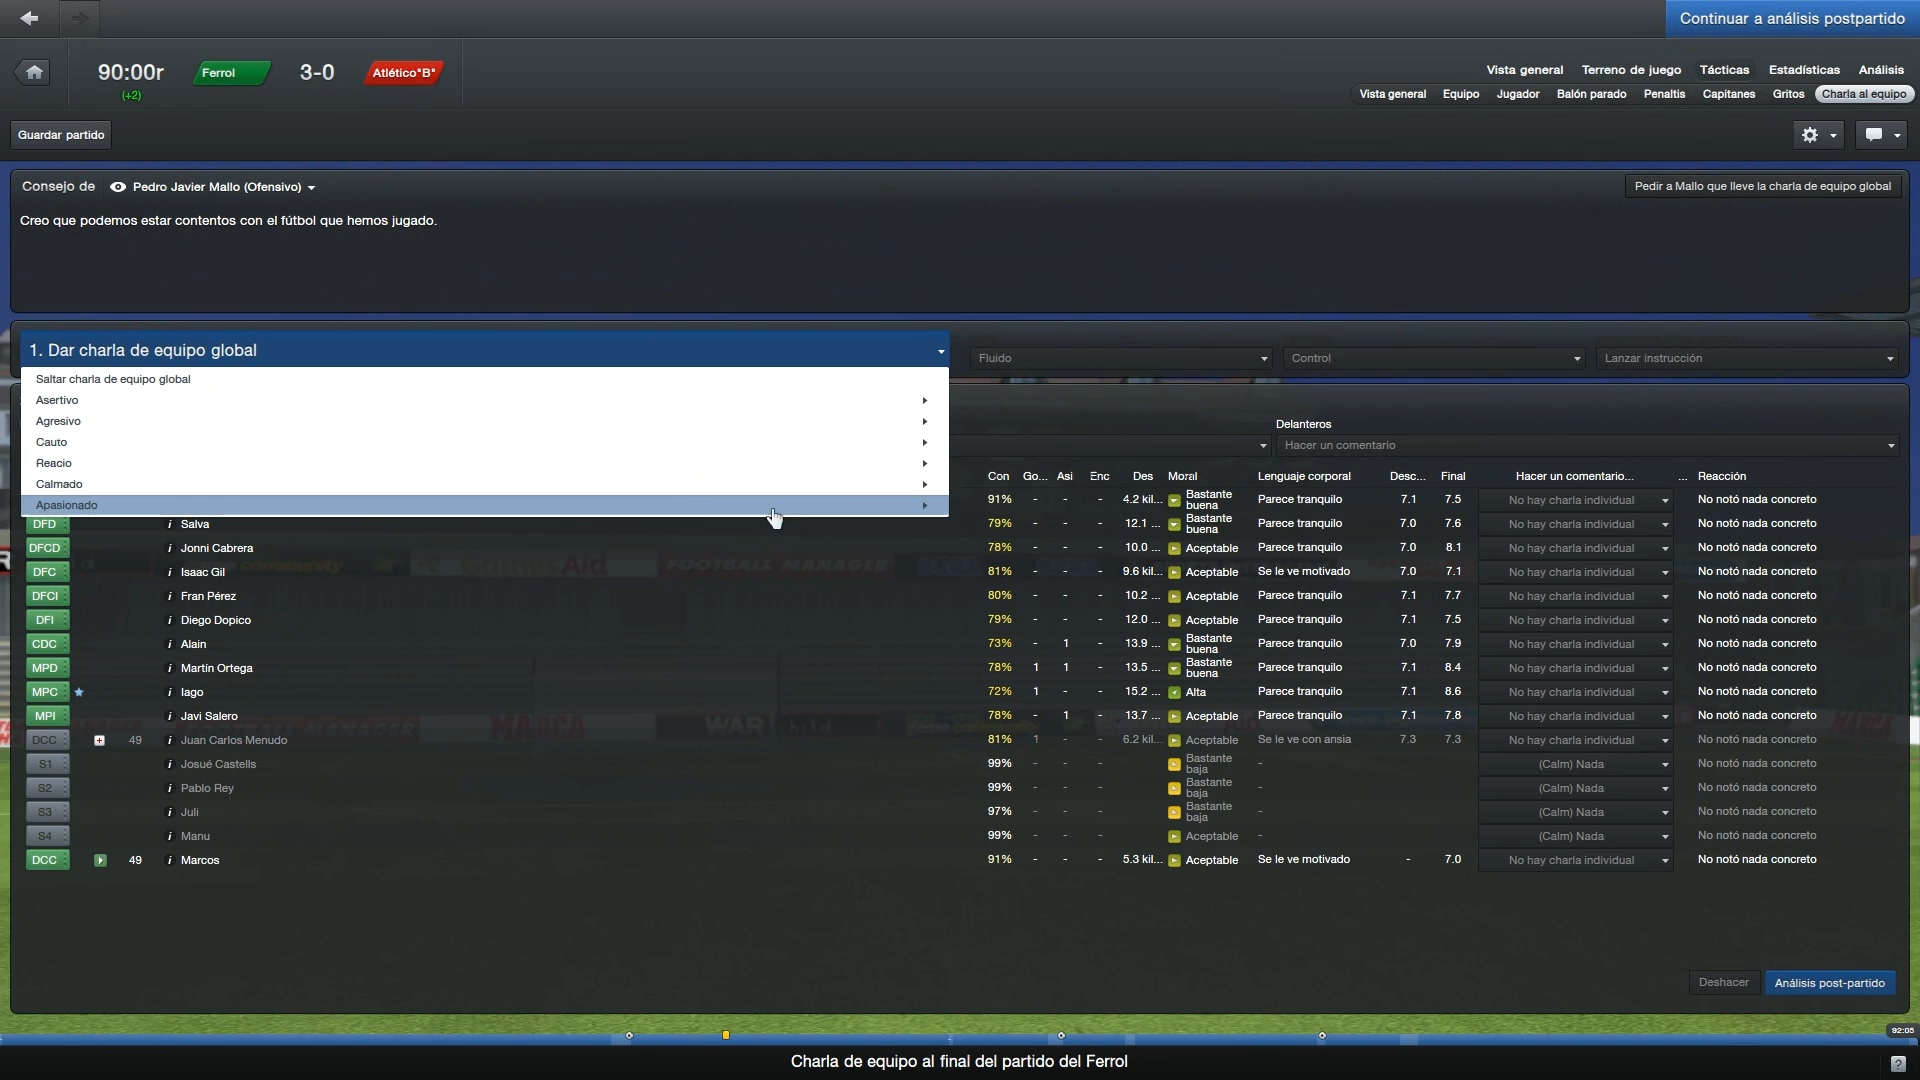 Continuar a análisis postpartido
90:00r
Ferrol
3-0
Atlético"B"
(+2)
Vista general Terreno de juego Tácticas Estadísticas Análisis
Vista general Equipo Jugador Balón parado Penaltis Capitanes Gritos Charla al equipo
Guardar partido
Consejo de Pedro Javier Mallo (Ofensivo)
Pedir a Mallo que lleve la charla de equipo global
Creo que podemos estar contentos con el fútbol que hemos jugado.
1. Dar charla de equipo global
Fluido Control Lanzar instrucción
Saltar charla de equipo global
Asertivo
Agresivo
Cauto
Reacio
Calmado
Apasionado
Delanteros
Hacer un comentario
Con Go... Asi Enc Des Moral Lenguaje corporal Desc... Final Hacer un comentario... ... Reacción
91% - - - 4.2 kil... Bastante buena Parece tranquilo 7.1 7.5 No hay charla individual No notó nada concreto
DFD i Salva 79% - - - 12.1 ... Bastante buena Parece tranquilo 7.0 7.6 No hay charla individual No notó nada concreto
DFCD i Jonni Cabrera 78% - - - 10.0 ... Aceptable Parece tranquilo 7.0 8.1 No hay charla individual No notó nada concreto
DFC i Isaac Gil 81% - - - 9.6 kil... Aceptable Se le ve motivado 7.0 7.1 No hay charla individual No notó nada concreto
DFCI i Fran Pérez 80% - - - 10.2 ... Aceptable Parece tranquilo 7.1 7.7 No hay charla individual No notó nada concreto
DFI i Diego Dopico 79% - - - 12.0 ... Aceptable Parece tranquilo 7.1 7.5 No hay charla individual No notó nada concreto
CDC i Alain 73% - 1 - 13.9 ... Bastante buena Parece tranquilo 7.0 7.9 No hay charla individual No notó nada concreto
MPD i Martín Ortega 78% 1 1 - 13.5 ... Bastante buena Parece tranquilo 7.1 8.4 No hay charla individual No notó nada concreto
MPC i Iago 72% 1 - - 15.2 ... Alta Parece tranquilo 7.1 8.6 No hay charla individual No notó nada concreto
MPI i Javi Salero 78% - 1 - 13.7 ... Aceptable Parece tranquilo 7.1 7.8 No hay charla individual No notó nada concreto
DCC 49 i Juan Carlos Menudo 81% 1 - - 6.2 kil... Aceptable Se le ve con ansia 7.3 7.3 No hay charla individual No notó nada concreto
S1 i Josué Castells 99% - - - Bastante baja - (Calm) Nada No notó nada concreto
S2 i Pablo Rey 99% - - - Bastante baja - (Calm) Nada No notó nada concreto
S3 i Juli 97% - - - Bastante baja - (Calm) Nada No notó nada concreto
S4 i Manu 99% - - - Aceptable - (Calm) Nada No notó nada concreto
DCC 49 i Marcos 91% - - - 5.3 kil... Aceptable Se le ve motivado - 7.0 No hay charla individual No notó nada concreto
Deshacer Análisis post-partido
92:05
Charla de equipo al final del partido del Ferrol
?